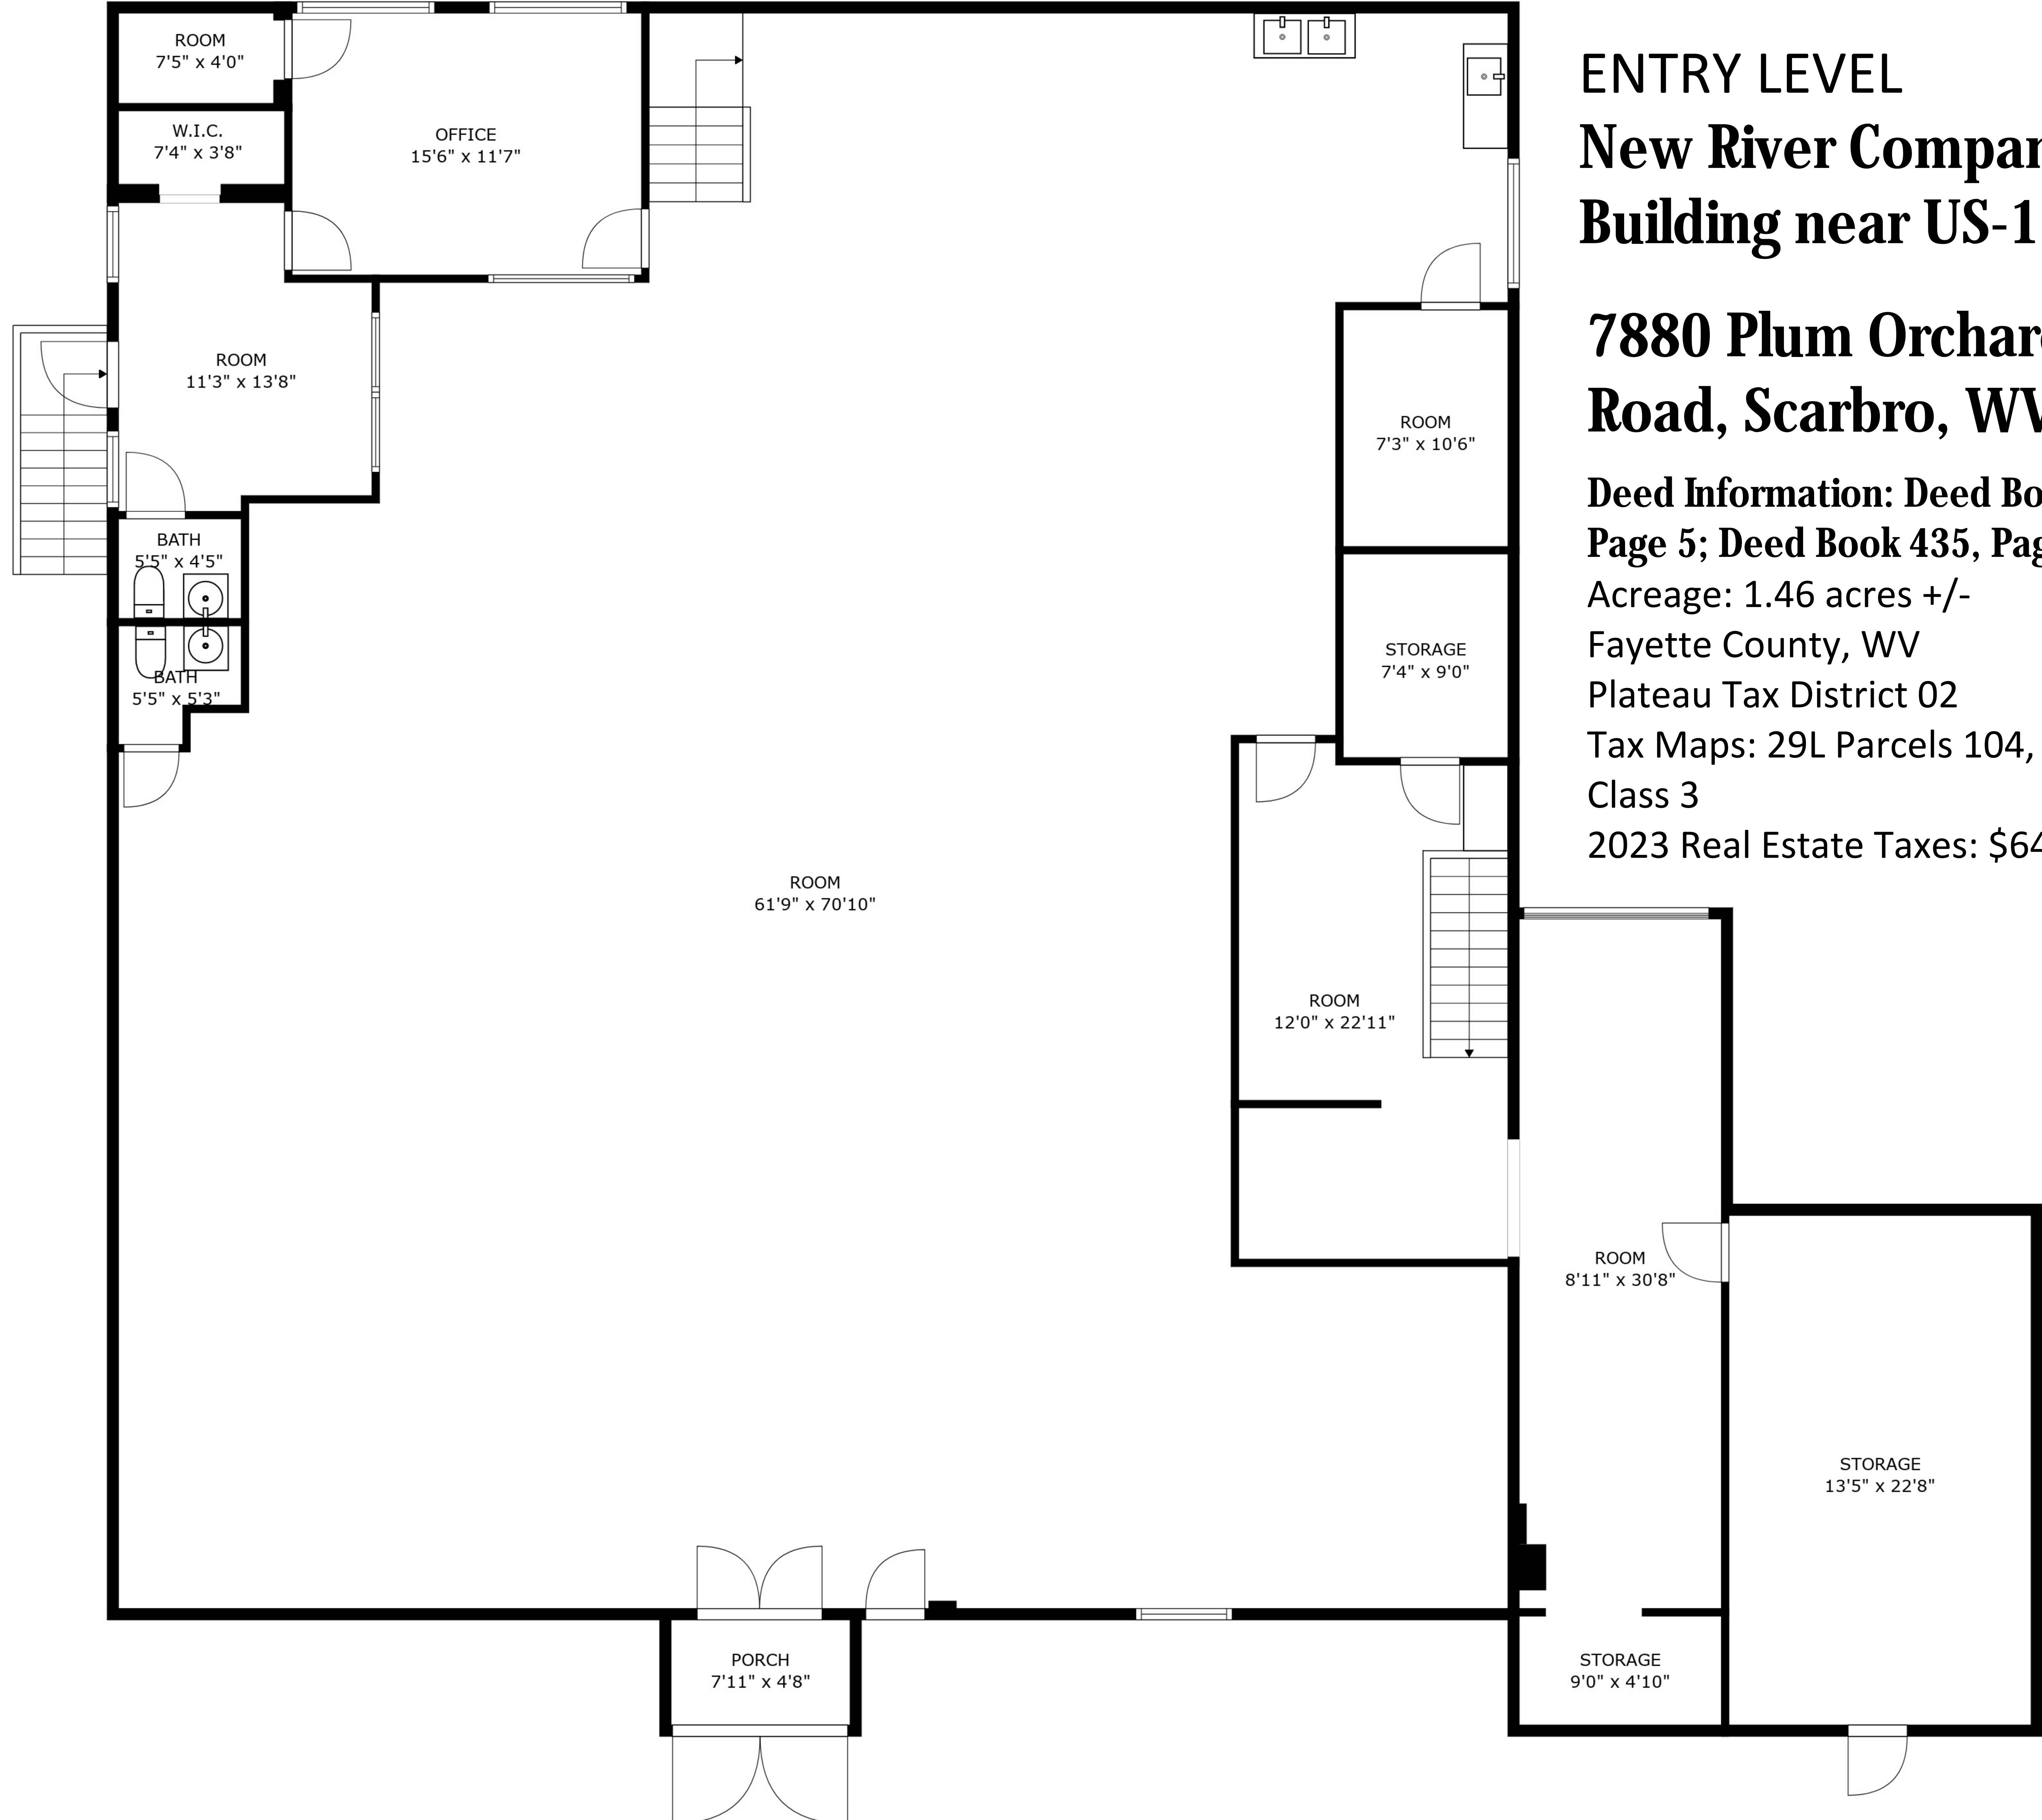 ENTRY LEVEL
New River Compan
Building near US-1
7880 Plum Orchar
Road, Scarbro, WV
Deed Information: Deed Bo
Page 5; Deed Book 435, Pag
Acreage: 1.46 acres +/-
Fayette County, WV
Plateau Tax District 02
Tax Maps: 29L Parcels 104,
Class 3
2023 Real Estate Taxes: $64
ROOM
7'5" x 4'0"
W.I.C.
7'4" x 3'8"
OFFICE
15'6" x 11'7"
ROOM
11'3" x 13'8"
ROOM
7'3" x 10'6"
BATH
5'5" x 4'5"
STORAGE
7'4" x 9'0"
BATH
5'5" x 5'3"
ROOM
61'9" x 70'10"
ROOM
12'0" x 22'11"
ROOM
8'11" x 30'8"
STORAGE
13'5" x 22'8"
PORCH
7'11" x 4'8"
STORAGE
9'0" x 4'10"